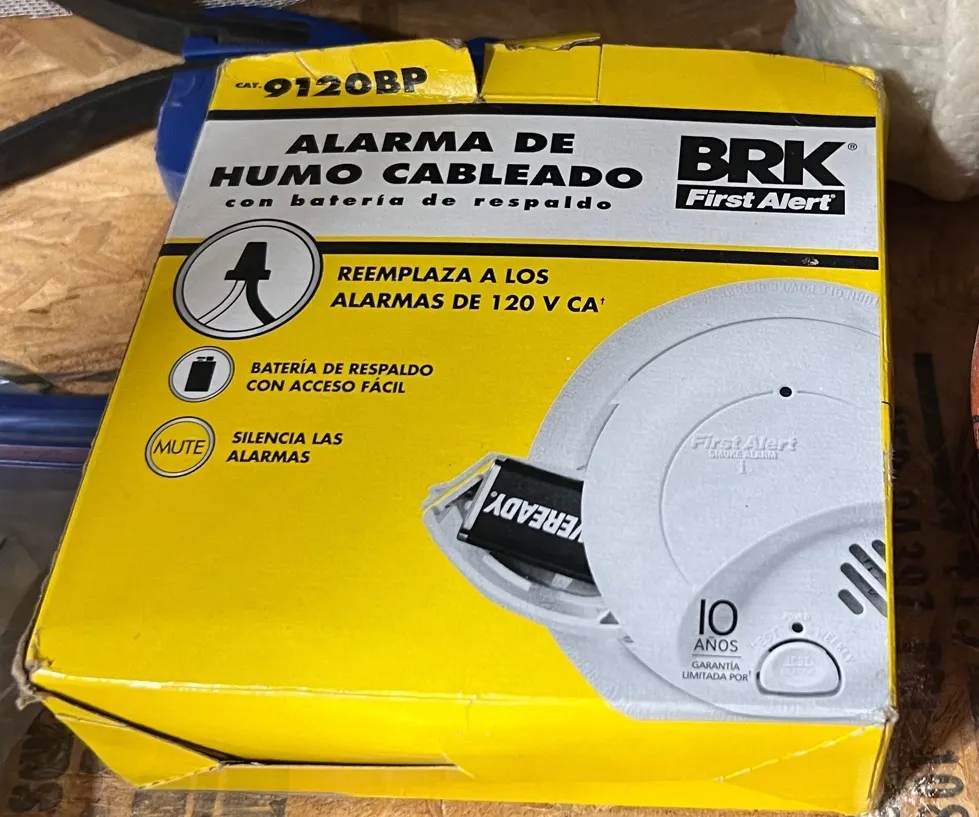 CAT. 9120BP
ALARMA DE
HUMO CABLEADO
con batería de respaldo
BRK®
First Alert®
REEMPLAZA A LOS
ALARMAS DE 120 V CA†
BATERÍA DE RESPALDO
CON ACCESO FÁCIL
MUTE
SILENCIA LAS
ALARMAS
First Alert
SMOKE ALARM
EVEREADY.
10
AÑOS
GARANTÍA
LIMITADA POR†